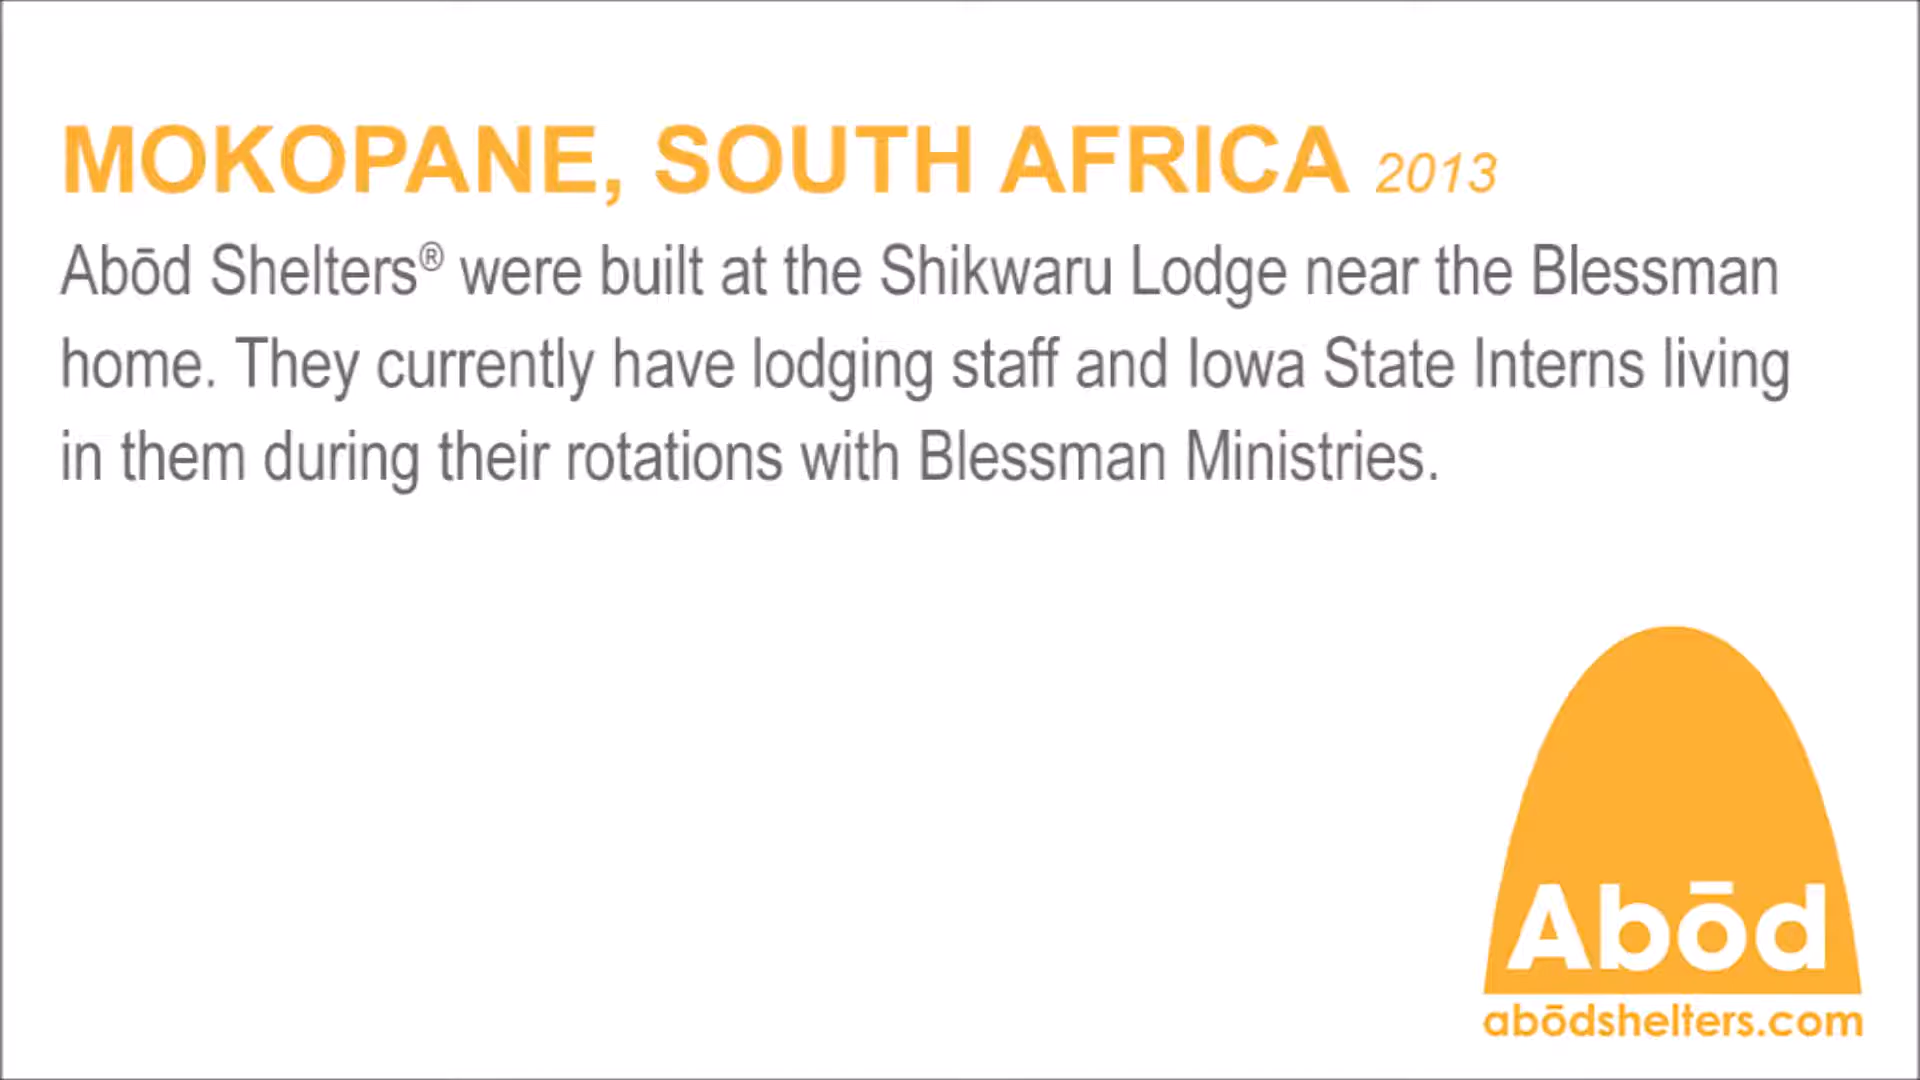 MOKOPANE, SOUTH AFRICA 2013
Abōd Shelters® were built at the Shikwaru Lodge near the Blessman
home. They currently have lodging staff and Iowa State Interns living
in them during their rotations with Blessman Ministries.
Abōd
abōdshelters.com